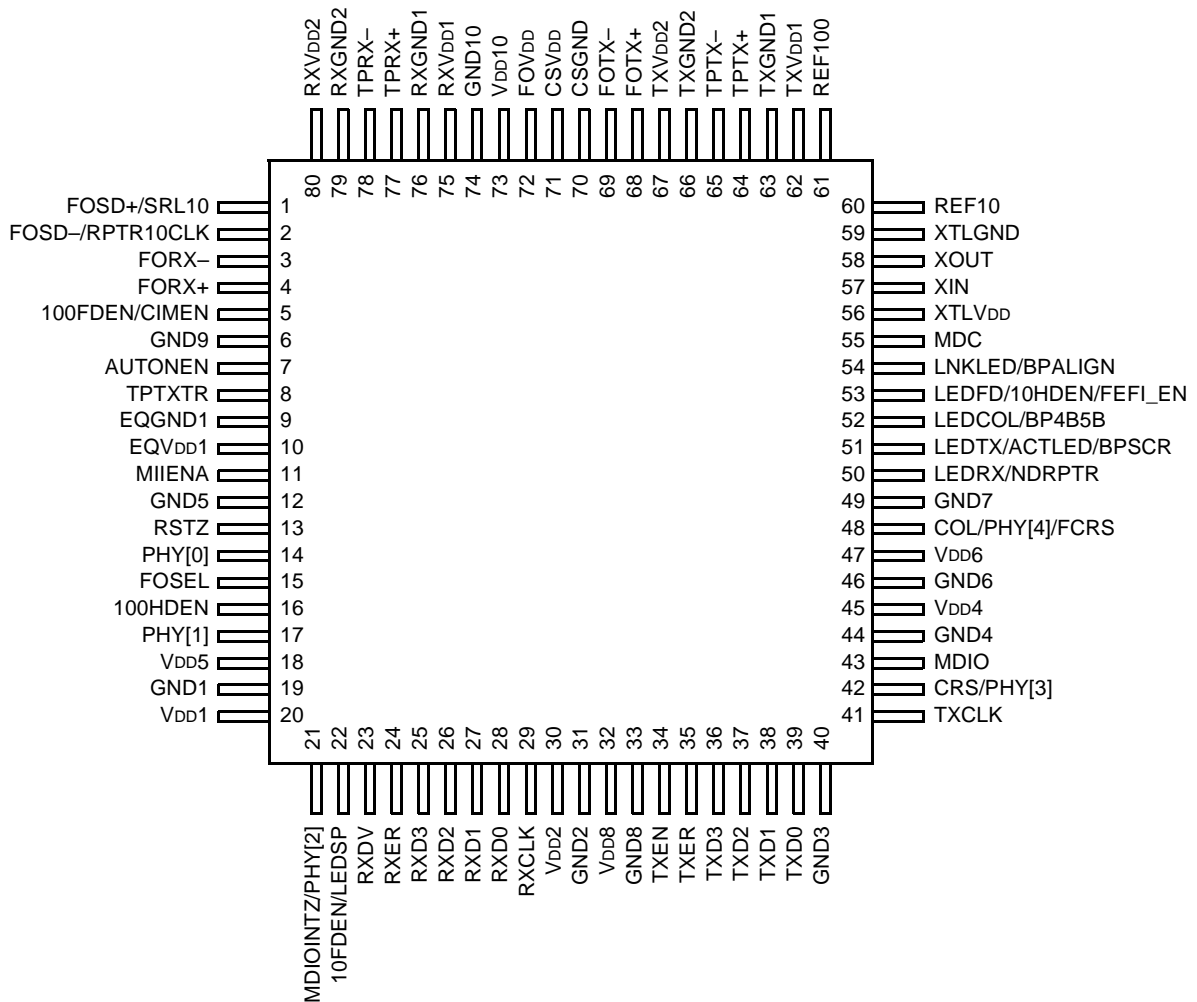 RXVDD2
RXGND2
TPRX–
TPRX+
RXGND1
RXVDD1
GND10
VDD10
FOVDD
CSVDD
CSGND
FOTX–
FOTX+
TXVDD2
TXGND2
TPTX–
TPTX+
TXGND1
TXVDD1
REF100
80 79 78 77 76 75 74 73 72 71 70 69 68 67 66 65 64 63 62 61
FOSD+/SRL10 1
FOSD–/RPTR10CLK 2
FORX– 3
FORX+ 4
100FDEN/CIMEN 5
GND9 6
AUTONEN 7
TPTXTR 8
EQGND1 9
EQVDD1 10
MIIENA 11
GND5 12
RSTZ 13
PHY[0] 14
FOSEL 15
100HDEN 16
PHY[1] 17
VDD5 18
GND1 19
VDD1 20
60 REF10
59 XTLGND
58 XOUT
57 XIN
56 XTLVDD
55 MDC
54 LNKLED/BPALIGN
53 LEDFD/10HDEN/FEFI_EN
52 LEDCOL/BP4B5B
51 LEDTX/ACTLED/BPSCR
50 LEDRX/NDRPTR
49 GND7
48 COL/PHY[4]/FCRS
47 VDD6
46 GND6
45 VDD4
44 GND4
43 MDIO
42 CRS/PHY[3]
41 TXCLK
21 22 23 24 25 26 27 28 29 30 31 32 33 34 35 36 37 38 39 40
MDIOINTZ/PHY[2]
10FDEN/LEDSP
RXDV
RXER
RXD3
RXD2
RXD1
RXD0
RXCLK
VDD2
GND2
VDD8
GND8
TXEN
TXER
TXD3
TXD2
TXD1
TXD0
GND3